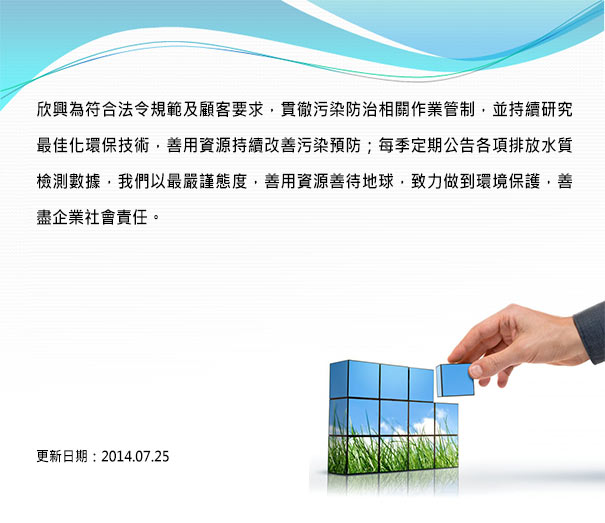 欣興為符合法令規範及顧客要求，貫徹污染防治相關作業管制，並持續研究
最佳化環保技術，善用資源持續改善污染預防；每季定期公告各項排放水質
檢測數據，我們以最嚴謹態度，善用資源善待地球，致力做到環境保護，善
盡企業社會責任。
更新日期：2014.07.25